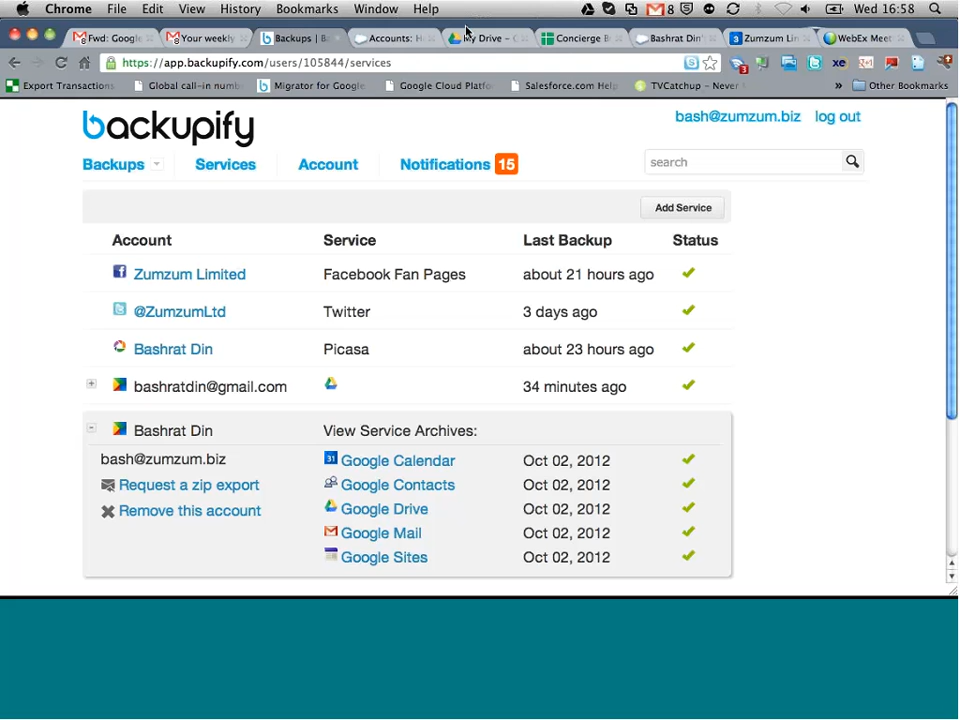 Chrome File Edit View History Bookmarks Window Help 8 Wed 16:58
Fwd: Google Your weekly Backups | B Accounts: H My Drive – Concierge B Bashrat Din' 3 Zumzum Lin WebEx Meet
https://app.backupify.com/users/105844/services
Export Transactions Global call-in numb Migrator for Google Google Cloud Platfo Salesforce.com Help TVCatchup – Never » Other Bookmarks
backupify
bash@zumzum.biz log out
Backups Services Account Notifications 15 search
Add Service
Account Service Last Backup Status
Zumzum Limited Facebook Fan Pages about 21 hours ago
@ZumzumLtd Twitter 3 days ago
Bashrat Din Picasa about 23 hours ago
bashratdin@gmail.com 34 minutes ago
Bashrat Din View Service Archives:
bash@zumzum.biz 31 Google Calendar Oct 02, 2012
Request a zip export Google Contacts Oct 02, 2012
Remove this account Google Drive Oct 02, 2012
Google Mail Oct 02, 2012
Google Sites Oct 02, 2012